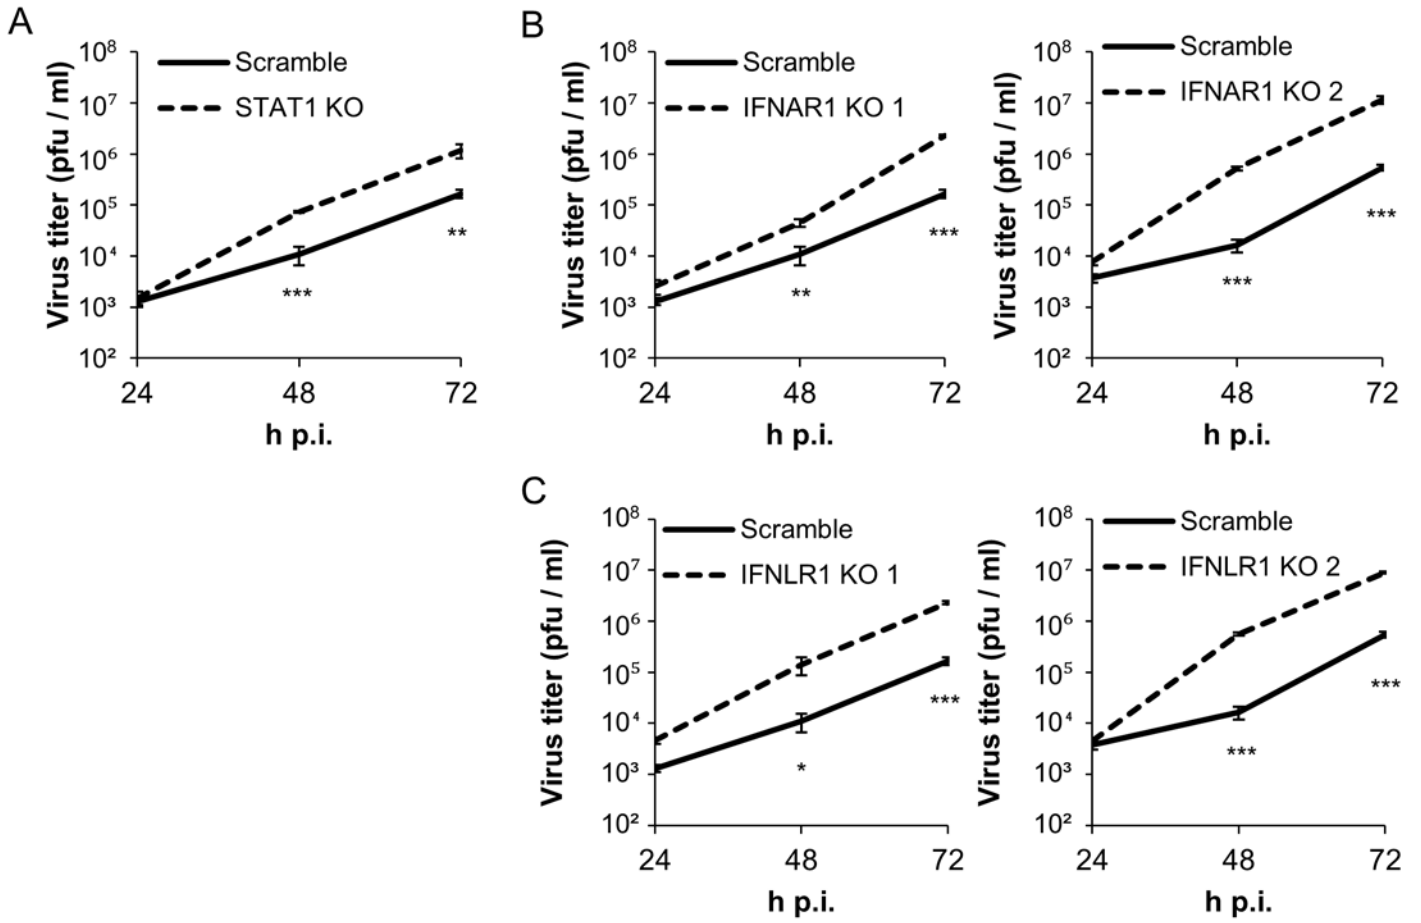 A
Virus titer (pfu / ml)
10⁸
10⁷
10⁶
10⁵
10⁴
10³
10²
Scramble
STAT1 KO
***
**
24 48 72
h p.i.
B
Virus titer (pfu / ml)
10⁸
10⁷
10⁶
10⁵
10⁴
10³
10²
Scramble
IFNAR1 KO 1
**
***
24 48 72
h p.i.
Virus titer (pfu / ml)
10⁸
10⁷
10⁶
10⁵
10⁴
10³
10²
Scramble
IFNAR1 KO 2
***
***
24 48 72
h p.i.
C
Virus titer (pfu / ml)
10⁸
10⁷
10⁶
10⁵
10⁴
10³
10²
Scramble
IFNLR1 KO 1
*
***
24 48 72
h p.i.
Virus titer (pfu / ml)
10⁸
10⁷
10⁶
10⁵
10⁴
10³
10²
Scramble
IFNLR1 KO 2
***
***
24 48 72
h p.i.